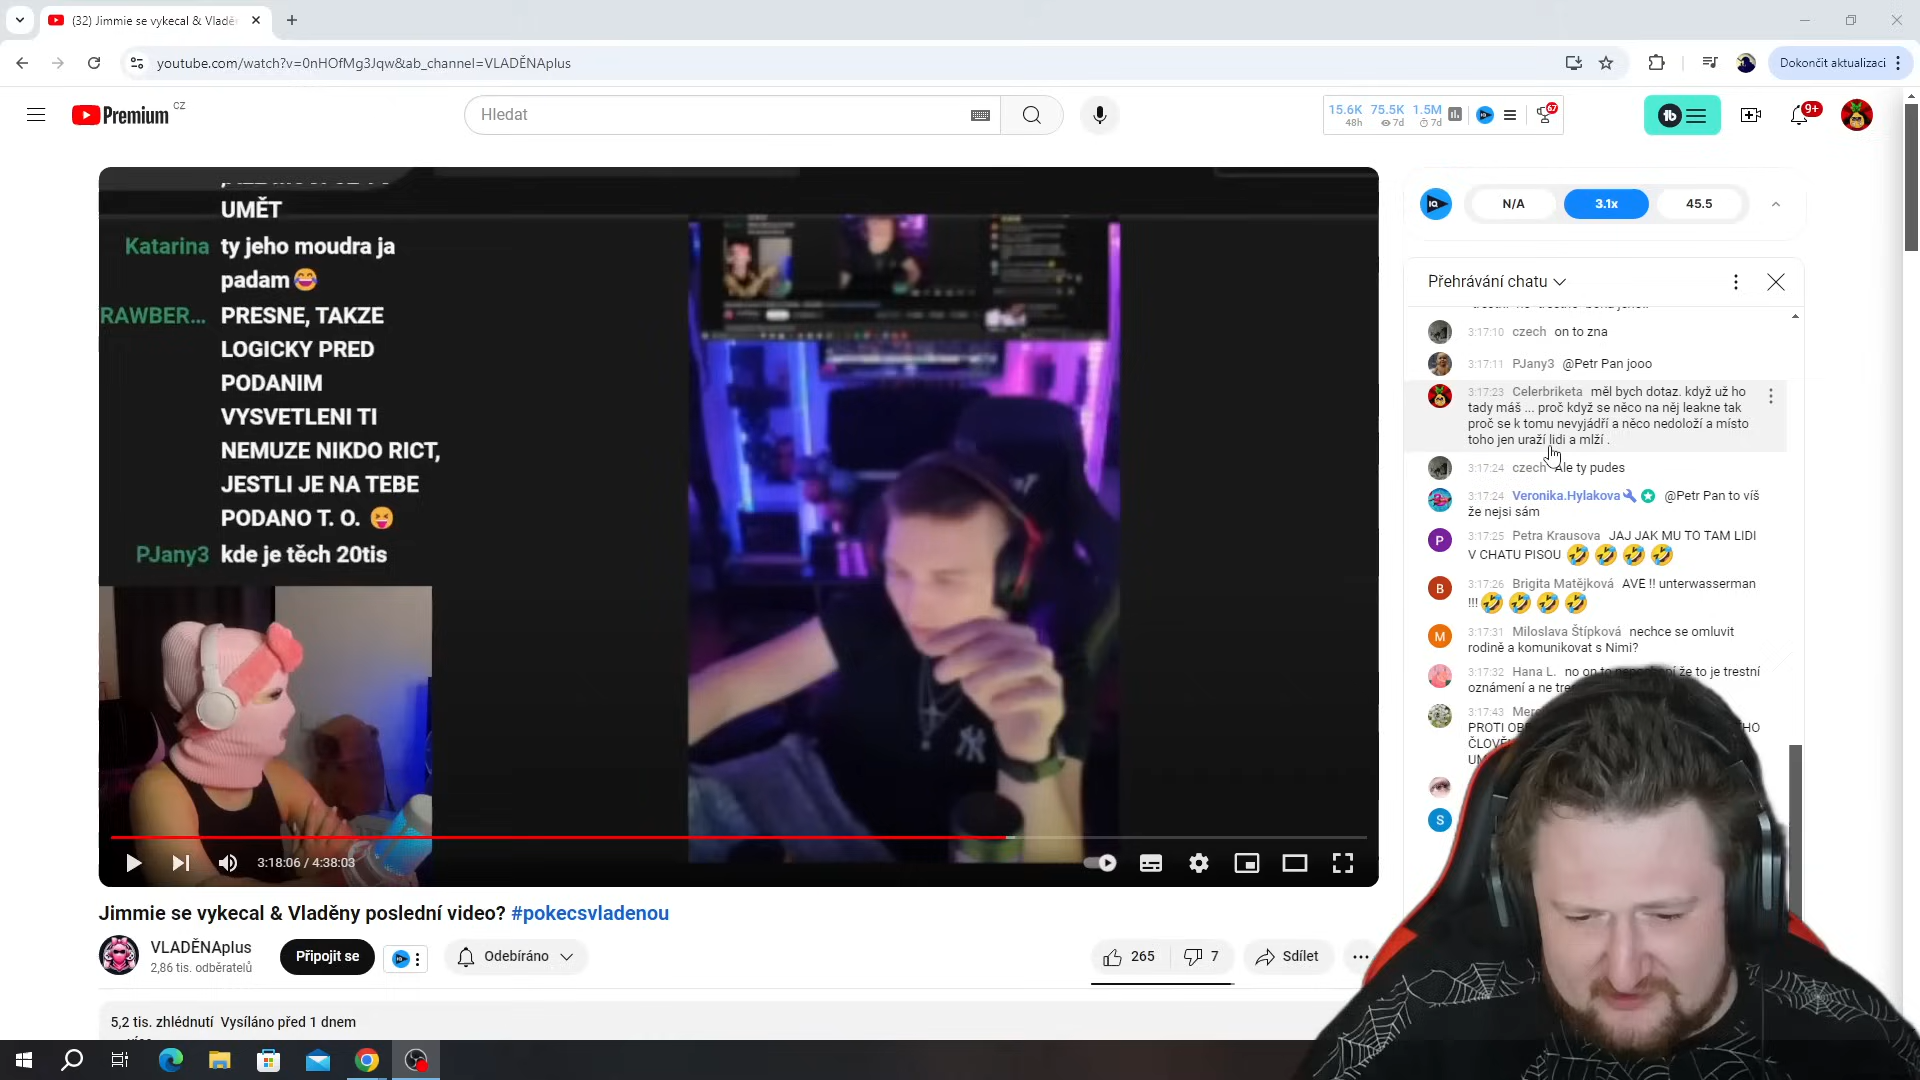 (32) Jimmie se vykecal & Vladě
youtube.com/watch?v=0nHOfMg3Jqw&ab_channel=VLADĚNAplus
Dokončit aktualizaci
Premium CZ
Hledat
15.6K 75.5K 1.5M
48h 7d 7d
67
9+
UMĚT
Katarina ty jeho moudra ja
padam😂
RAWBER... PRESNE, TAKZE
LOGICKY PRED
PODANIM
VYSVETLENI TI
NEMUZE NIKDO RICT,
JESTLI JE NA TEBE
PODANO T. O. 😝
PJany3 kde je těch 20tis
3:18:06 / 4:38:03
Jimmie se vykecal & Vladěny poslední video? #pokecsvladenou
VLADĚNAplus
2,86 tis. odběratelů
Připojit se
Odebíráno
265
7
Sdílet
5,2 tis. zhlédnutí Vysíláno před 1 dnem
IQ
N/A
3.1x
45.5
Přehrávání chatu
3:17:10 czech on to zna
3:17:11 PJany3 @Petr Pan jooo
3:17:23 Celerbriketa měl bych dotaz. když už ho
tady máš ... proč když se něco na něj leakne tak
proč se k tomu nevyjádří a něco nedoloží a místo
toho jen uraží lidi a mlží .
3:17:24 czech Ale ty pudes
3:17:24 Veronika.Hylakova @Petr Pan to víš
že nejsi sám
P
3:17:25 Petra Krausova JAJ JAK MU TO TAM LIDI
V CHATU PISOU 🤣 🤣 🤣 🤣
B
3:17:26 Brigita Matějková AVE !! unterwasserman
!!! 🤣 🤣 🤣 🤣
M
3:17:31 Miloslava Štípková nechce se omluvit
rodině a komunikovat s Nimi?
3:17:32 Hana L. no on to nepochopí že to je trestní
oznámení a ne
3:17:43
PROTI
S